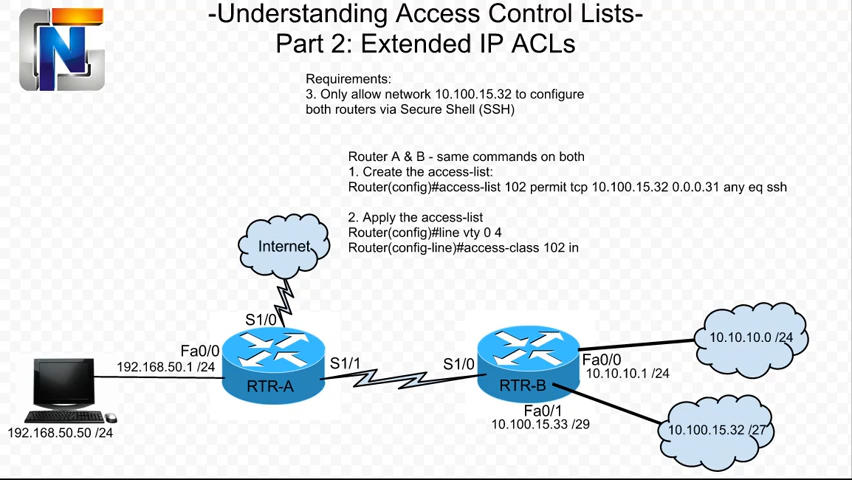 -Understanding Access Control Lists-
Part 2: Extended IP ACLs
N
Requirements:
3. Only allow network 10.100.15.32 to configure
both routers via Secure Shell (SSH)
Router A & B - same commands on both
1. Create the access-list:
Router(config)#access-list 102 permit tcp 10.100.15.32 0.0.0.31 any eq ssh
2. Apply the access-list
Router(config)#line vty 0 4
Router(config-line)#access-class 102 in
Internet
S1/0
Fa0/0
192.168.50.1 /24
RTR-A
S1/1
S1/0
RTR-B
Fa0/0
10.10.10.1 /24
10.10.10.0 /24
Fa0/1
10.100.15.33 /29
10.100.15.32 /27
192.168.50.50 /24